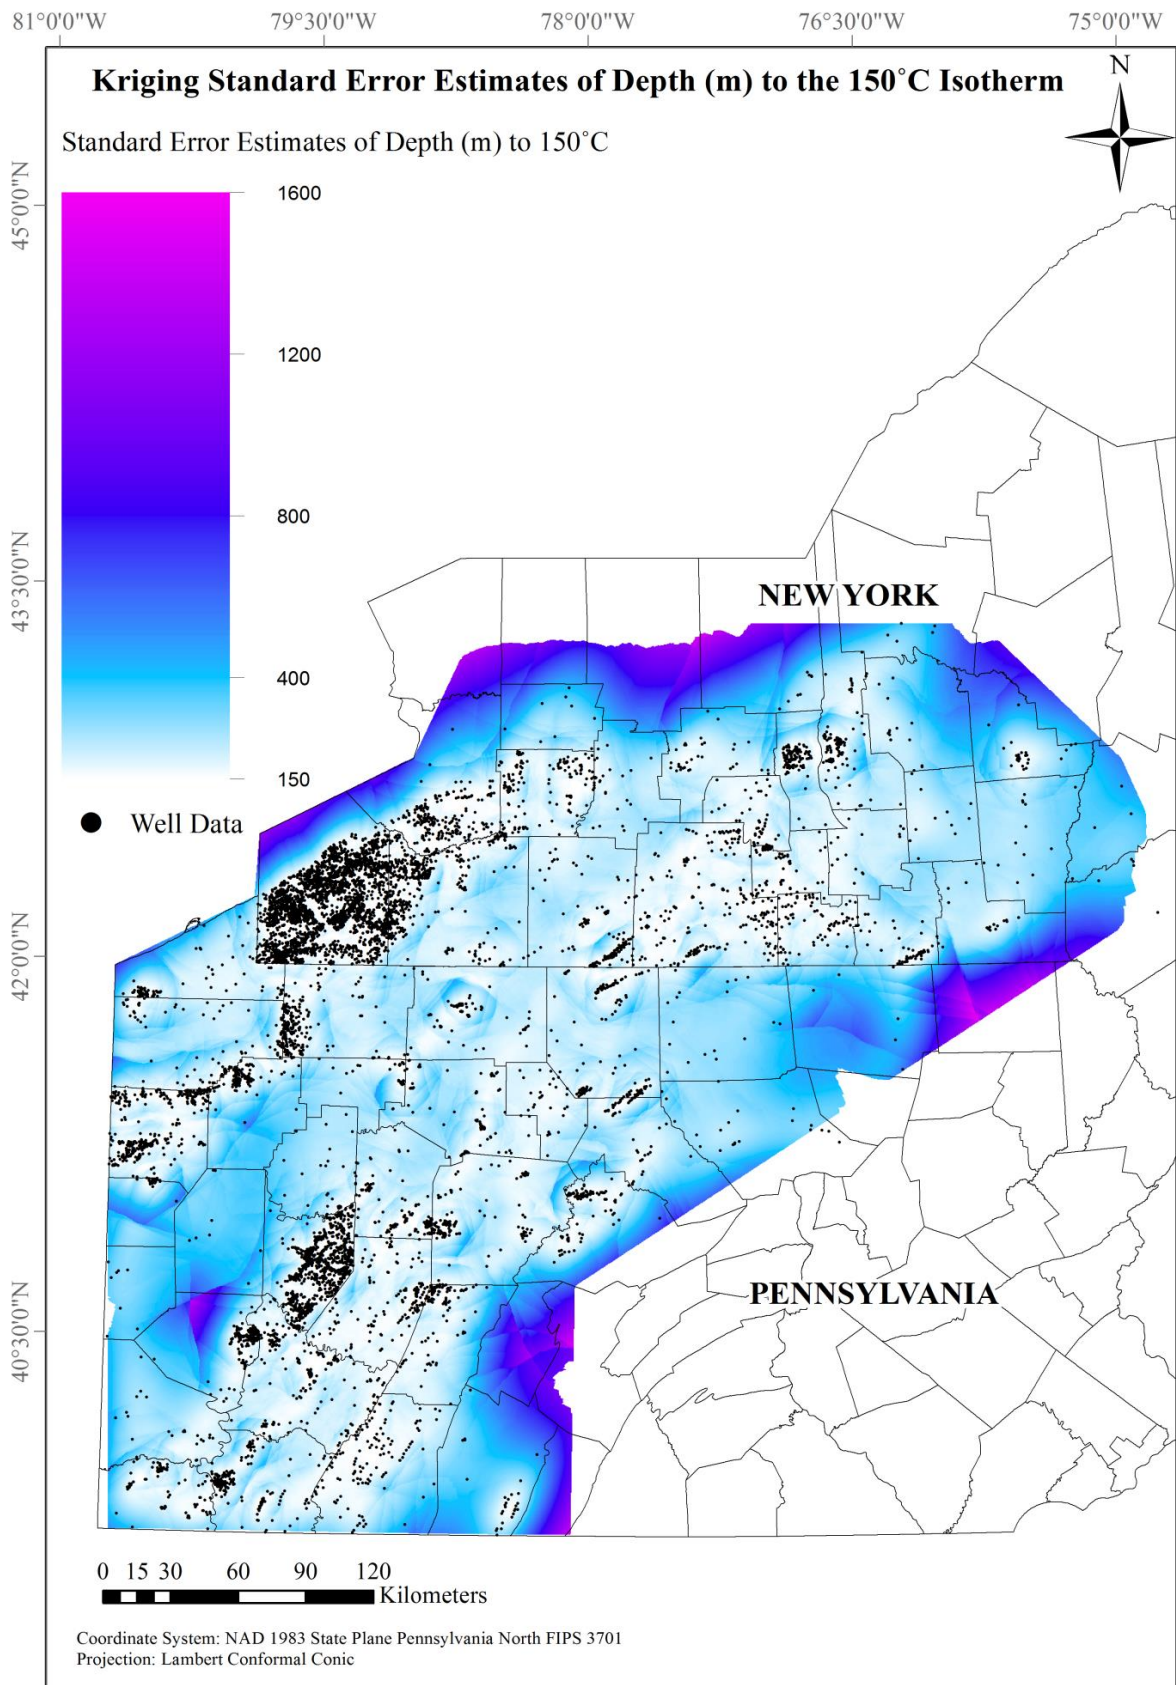 81°0'0"W 79°30'0"W 78°0'0"W 76°30'0"W 75°0'0"W
Kriging Standard Error Estimates of Depth (m) to the 150˚C Isotherm
N
Standard Error Estimates of Depth (m) to 150˚C
1600
1200
800
400
150
Well Data
45°0'0"N
43°30'0"N
42°0'0"N
40°30'0"N
NEW YORK
PENNSYLVANIA
0 15 30 60 90 120
Kilometers
Coordinate System: NAD 1983 State Plane Pennsylvania North FIPS 3701
Projection: Lambert Conformal Conic